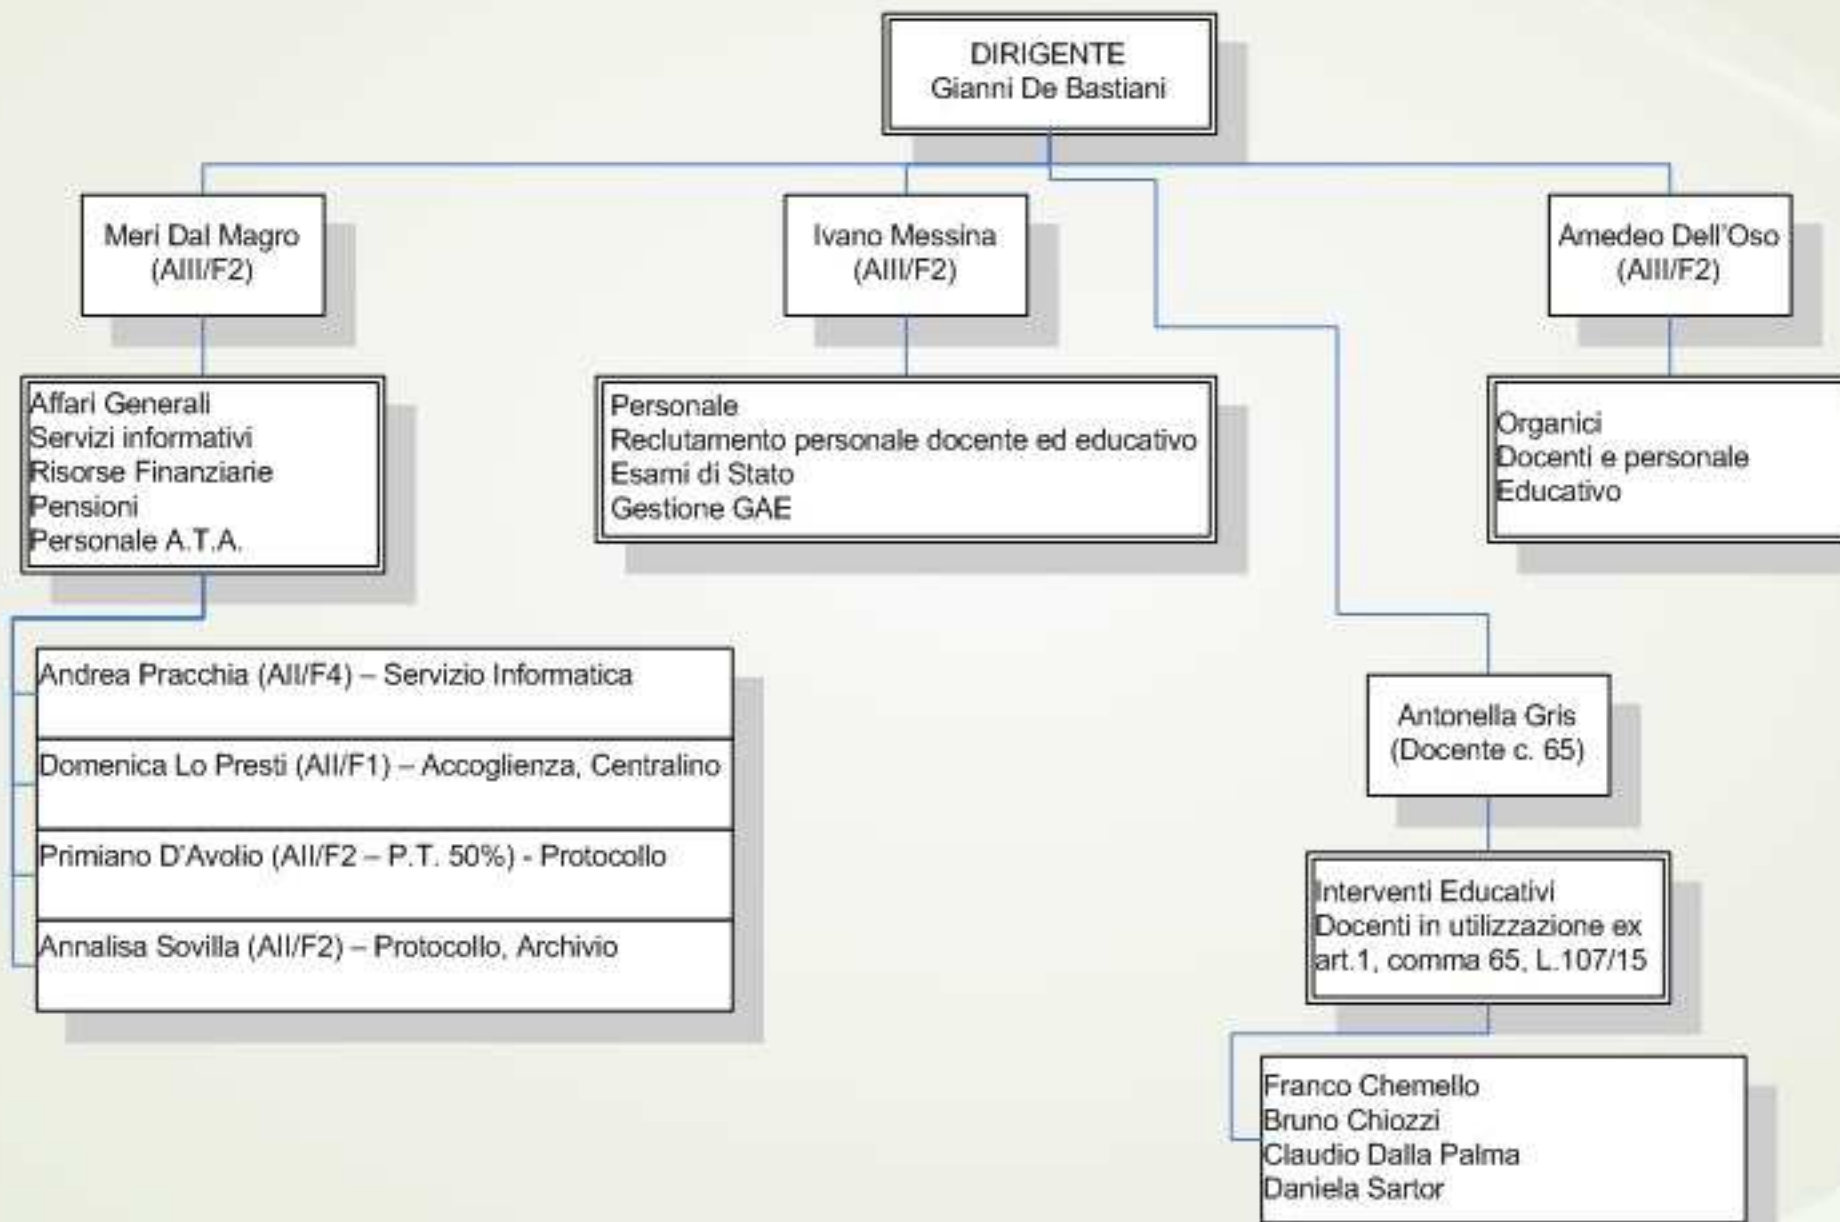 DIRIGENTE
Gianni De Bastiani
Meri Dal Magro
(AIII/F2)
Ivano Messina
(AIII/F2)
Amedeo Dell'Oso
(AIII/F2)
Affari Generali
Servizi informativi
Risorse Finanziarie
Pensioni
Personale A.T.A.
Personale
Reclutamento personale docente ed educativo
Esami di Stato
Gestione GAE
Organici
Docenti e personale
Educativo
Andrea Pracchia (AII/F4) – Servizio Informatica
Domenica Lo Presti (AII/F1) – Accoglienza, Centralino
Primiano D'Avolio (AII/F2 – P.T. 50%) - Protocollo
Annalisa Sovilla (AII/F2) – Protocollo, Archivio
Antonella Gris
(Docente c. 65)
Interventi Educativi
Docenti in utilizzazione ex
art.1, comma 65, L.107/15
Franco Chemello
Bruno Chiozzi
Claudio Dalla Palma
Daniela Sartor